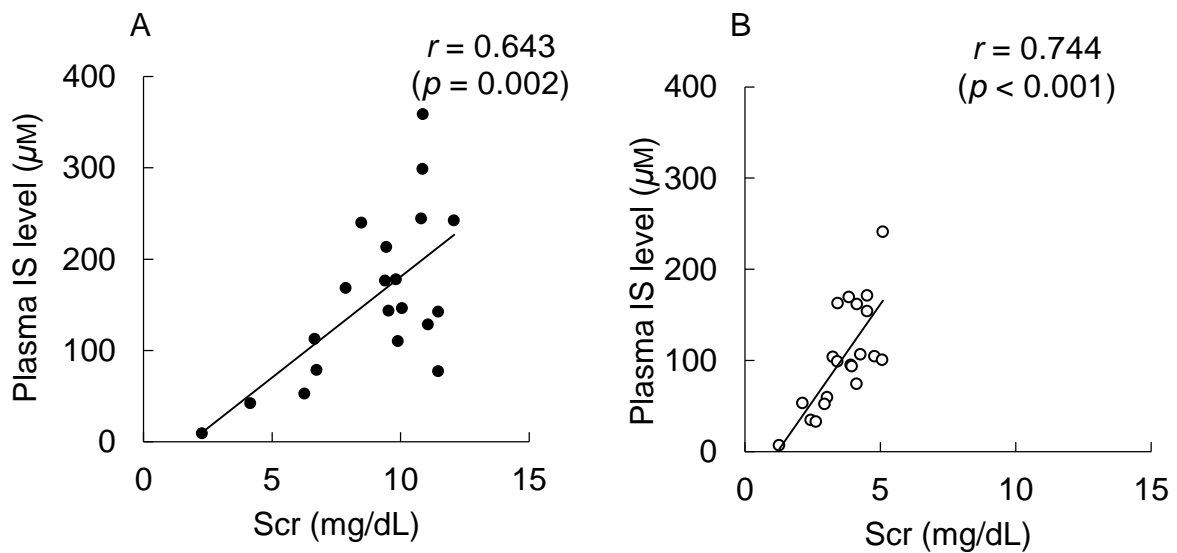 A
r = 0.643
(p = 0.002)
Plasma IS level (µM)
400
300
200
100
0
0 5 10 15
Scr (mg/dL)
B
r = 0.744
(p < 0.001)
Plasma IS level (µM)
400
300
200
100
0
0 5 10 15
Scr (mg/dL)